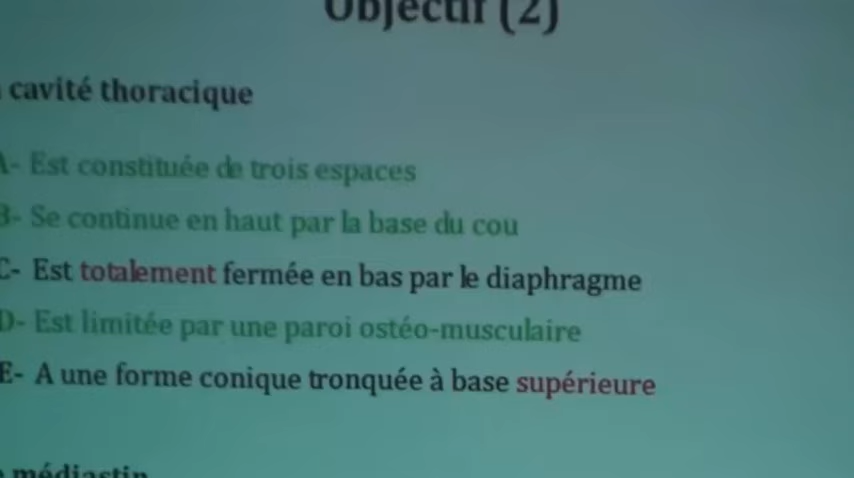 Objectif (2)
cavité thoracique
A- Est constituée de trois espaces
B- Se continue en haut par la base du cou
C- Est totalement fermée en bas par le diaphragme
D- Est limitée par une paroi ostéo-musculaire
E- A une forme conique tronquée à base supérieure
médiastin